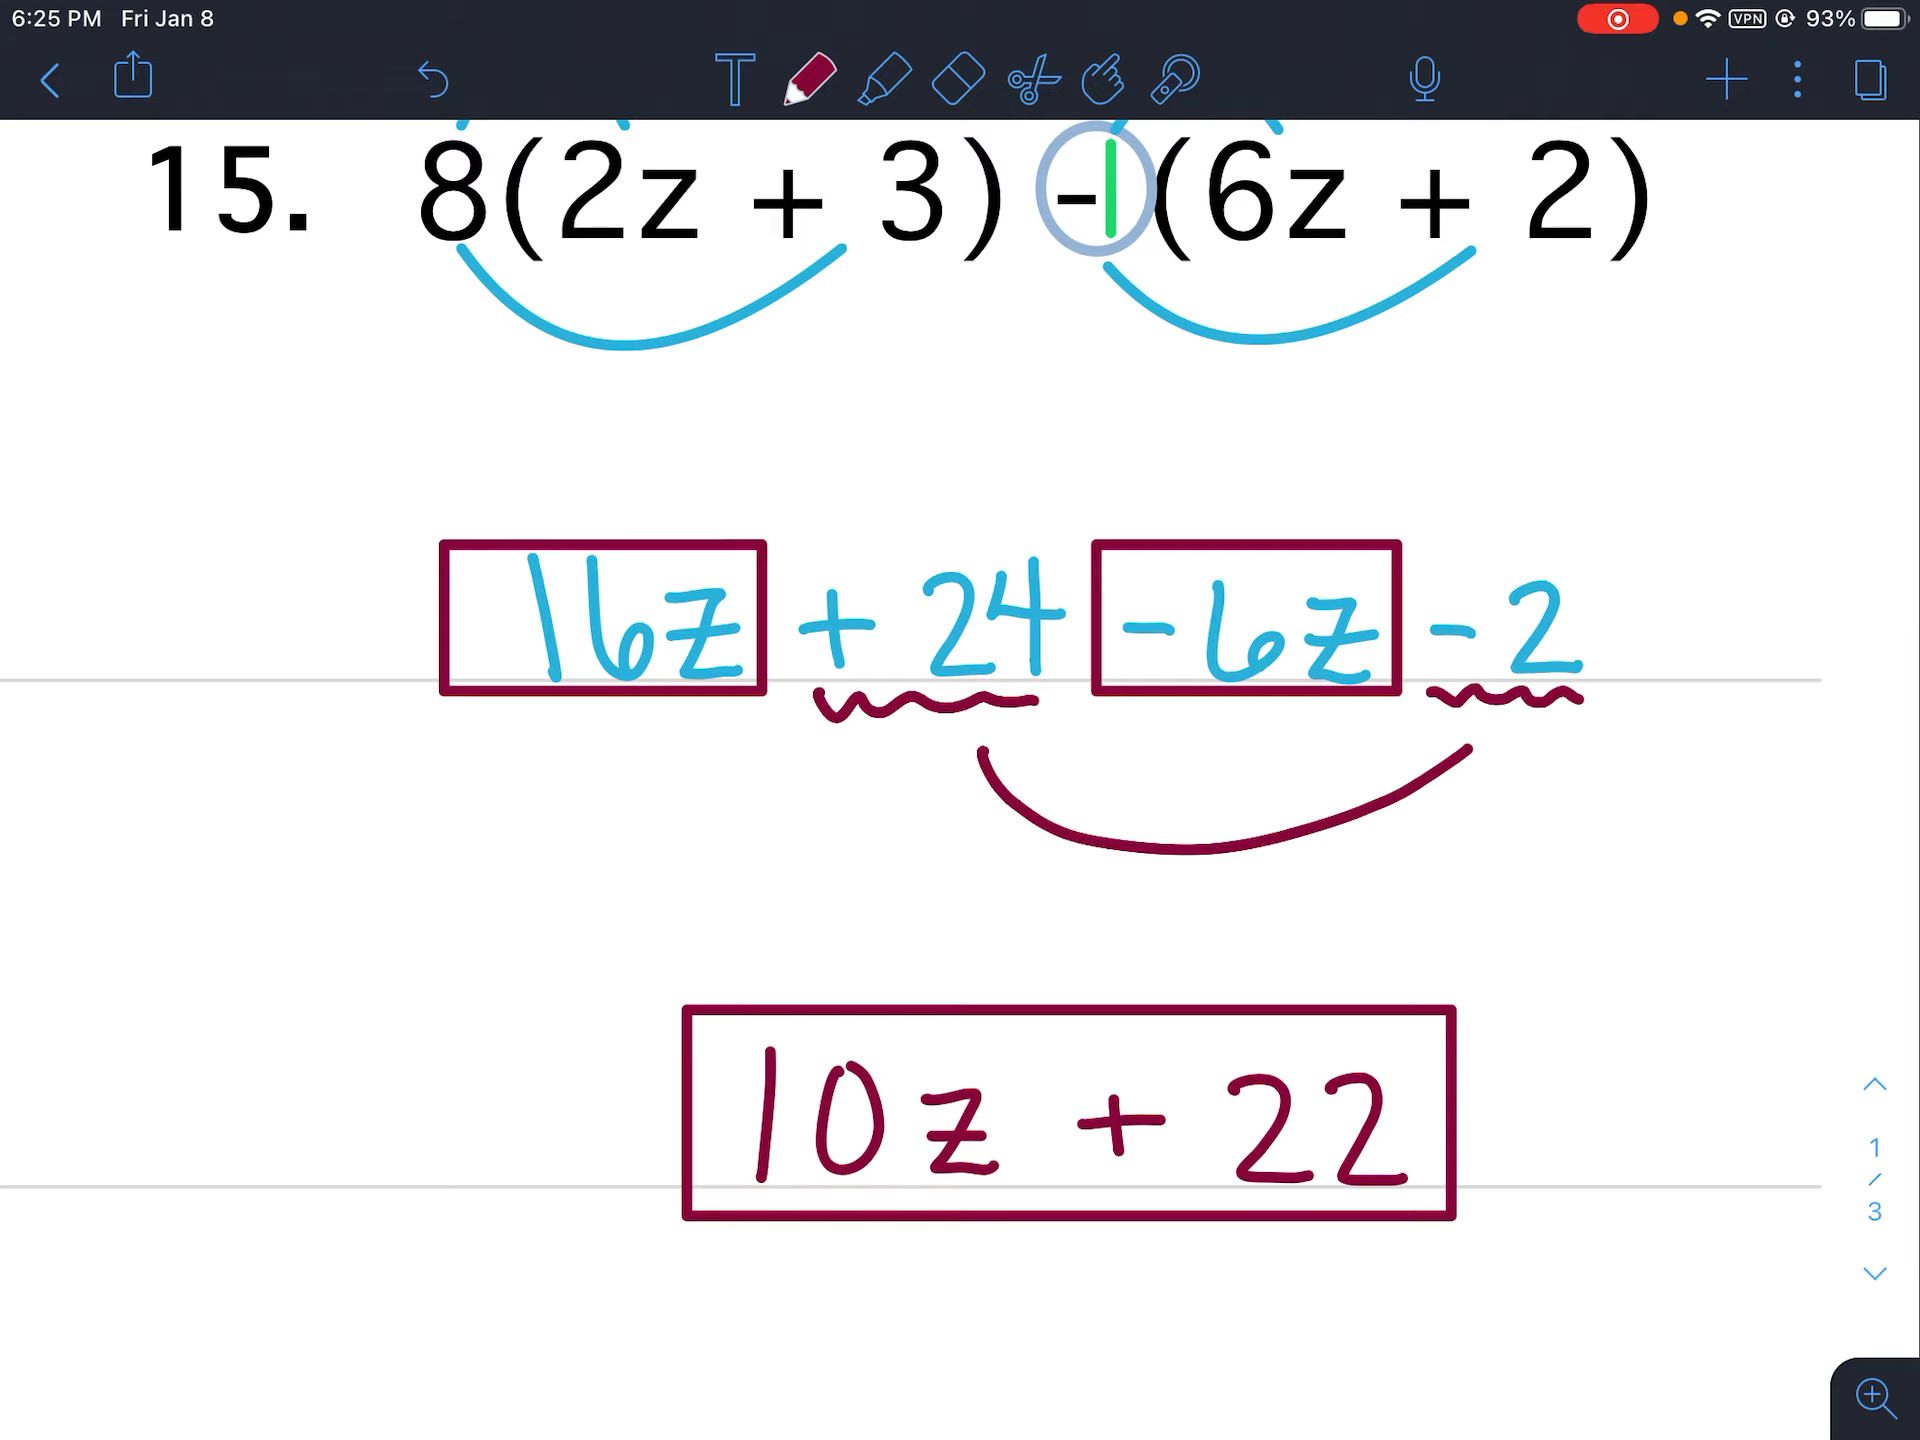 6:25 PM Fri Jan 8 VPN 93%
T
15. 8(2z + 3) -1(6z + 2)
16z + 24 - 6z - 2
10z + 22
1
/
3